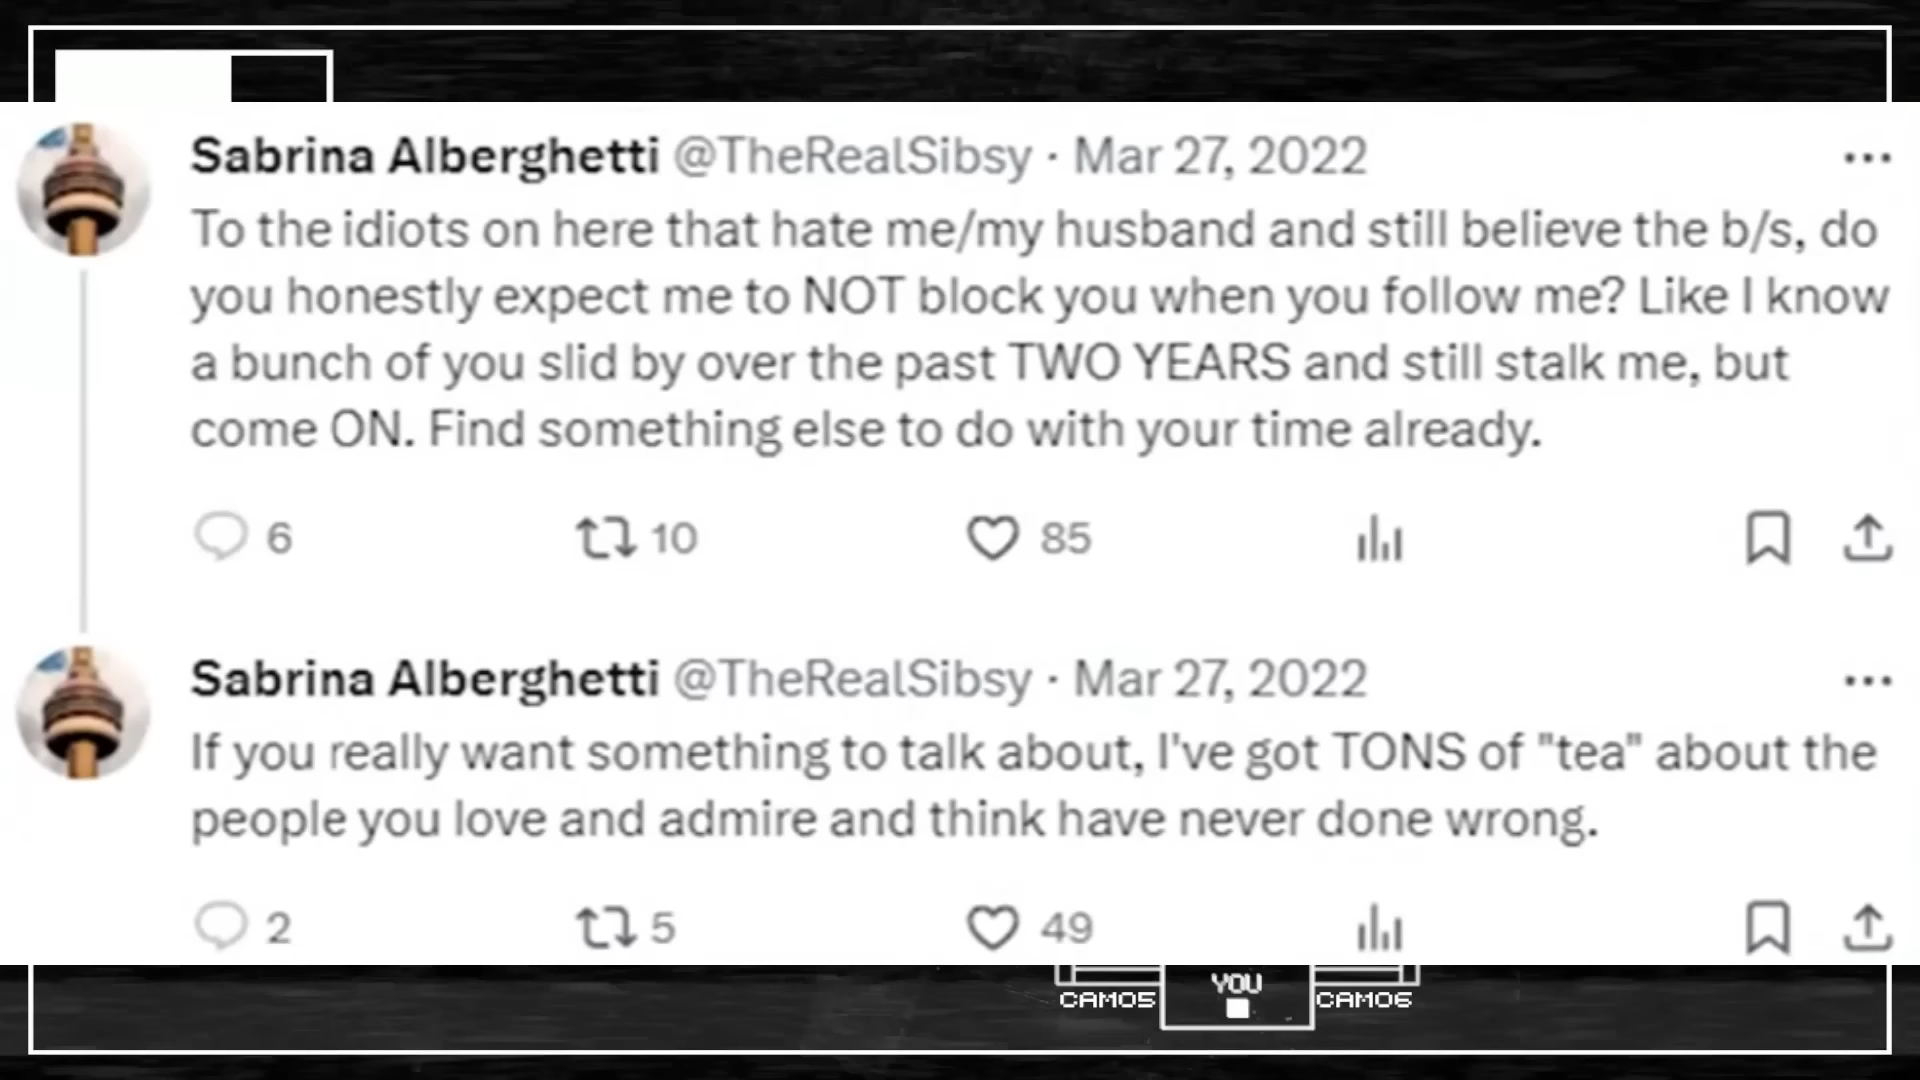 Sabrina Alberghetti @TheRealSibsy · Mar 27, 2022
To the idiots on here that hate me/my husband and still believe the b/s, do
you honestly expect me to NOT block you when you follow me? Like I know
a bunch of you slid by over the past TWO YEARS and still stalk me, but
come ON. Find something else to do with your time already.
6 10 85
Sabrina Alberghetti @TheRealSibsy · Mar 27, 2022
If you really want something to talk about, I've got TONS of "tea" about the
people you love and admire and think have never done wrong.
2 5 49
YOU
CAM05 CAM06